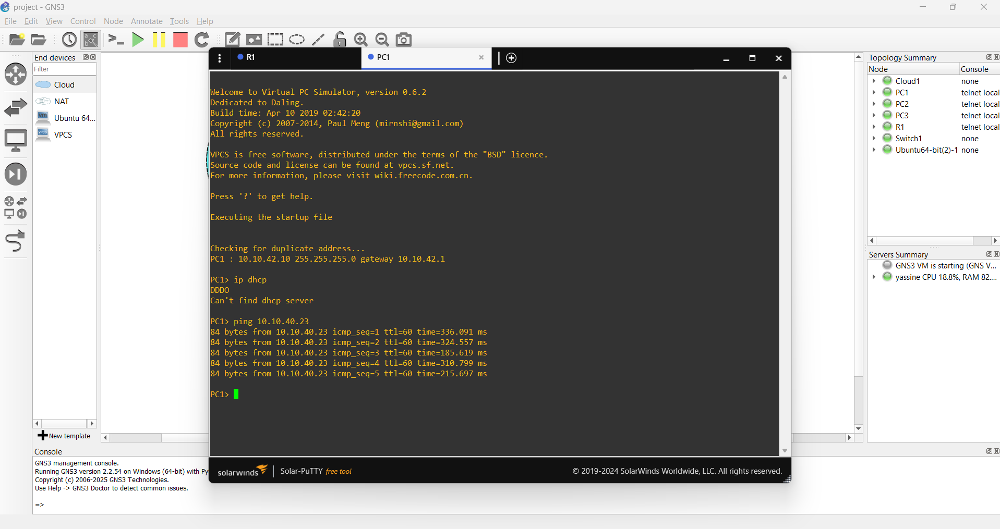 project - GNS3
File Edit View Control Node Annotate Tools Help
End devices
Filter
Cloud
NAT
Ubuntu 64...
VPCS
New template
R1
PC1
Welcome to Virtual PC Simulator, version 0.6.2
Dedicated to Daling.
Build time: Apr 10 2019 02:42:20
Copyright (c) 2007-2014, Paul Meng (mirnshi@gmail.com)
All rights reserved.
VPCS is free software, distributed under the terms of the "BSD" licence.
Source code and license can be found at vpcs.sf.net.
For more information, please visit wiki.freecode.com.cn.
Press '?' to get help.
Executing the startup file
Checking for duplicate address...
PC1 : 10.10.42.10 255.255.255.0 gateway 10.10.42.1
PC1> ip dhcp
DDDO
Can't find dhcp server
PC1> ping 10.10.40.23
84 bytes from 10.10.40.23 icmp_seq=1 ttl=60 time=336.091 ms
84 bytes from 10.10.40.23 icmp_seq=2 ttl=60 time=324.557 ms
84 bytes from 10.10.40.23 icmp_seq=3 ttl=60 time=185.619 ms
84 bytes from 10.10.40.23 icmp_seq=4 ttl=60 time=310.799 ms
84 bytes from 10.10.40.23 icmp_seq=5 ttl=60 time=215.697 ms
PC1>
solarwinds Solar-PuTTY free tool
© 2019-2024 SolarWinds Worldwide, LLC. All rights reserved.
Topology Summary
Node Console
Cloud1 none
PC1 telnet local
PC2 telnet local
PC3 telnet local
R1 telnet local
Switch1 none
Ubuntu64-bit(2)-1 none
Servers Summary
GNS3 VM is starting (GNS V...
yassine CPU 18.8%, RAM 82....
Console
GNS3 management console.
Running GNS3 version 2.2.54 on Windows (64-bit) with Py
Copyright (c) 2006-2025 GNS3 Technologies.
Use Help -> GNS3 Doctor to detect common issues.
=>